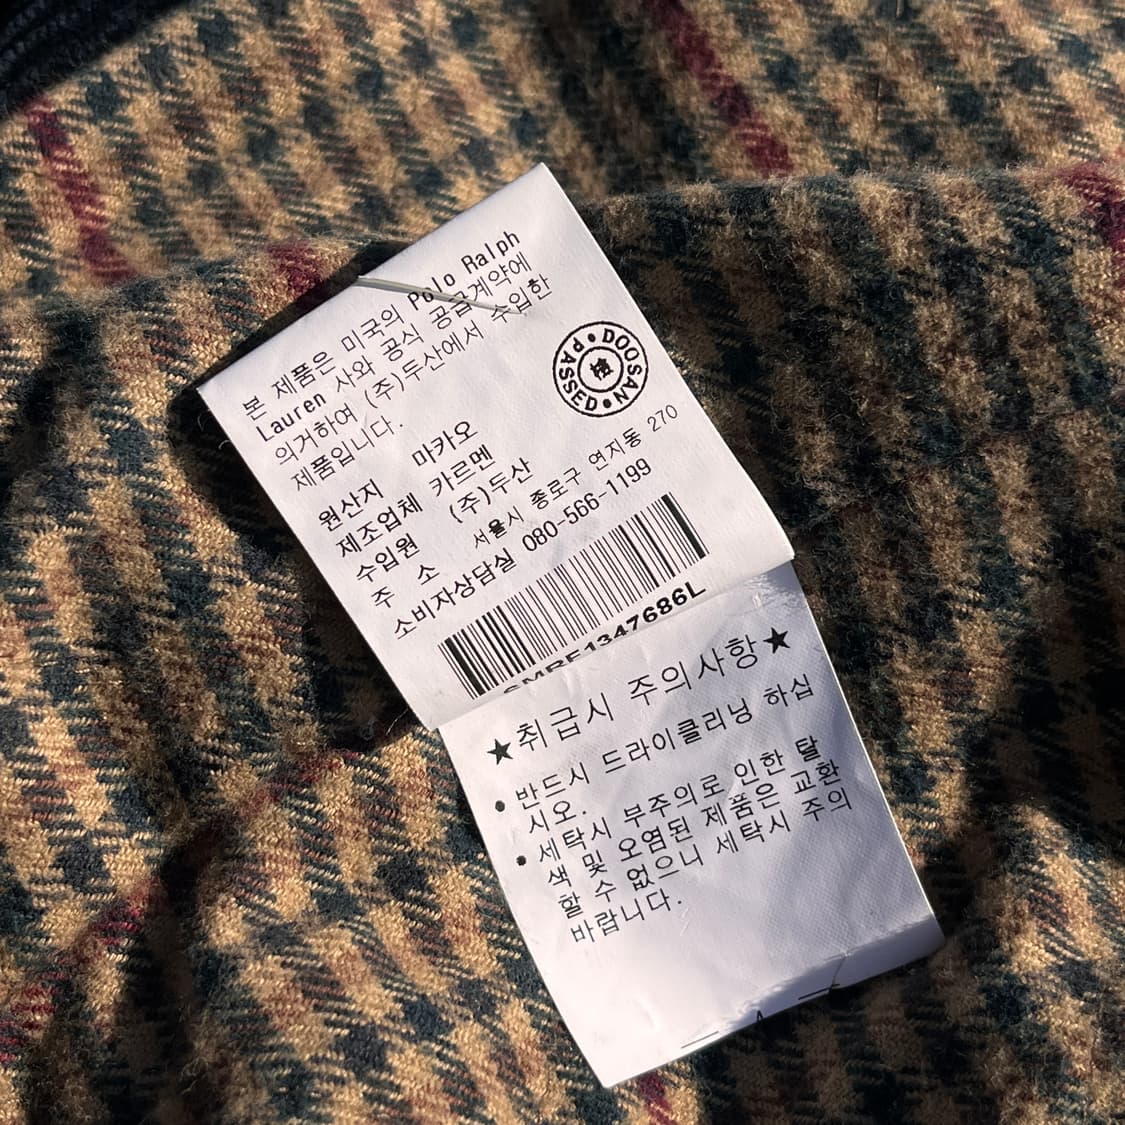 본 제품은 미국의 Polo Ralph
Lauren 사와 공식 공급계약에
의거하여 (주)두산에서 수입한
제품입니다.
DOOSAN • PASSED •
원산지 마카오
제조업체 카르멘
수입원 (주)두산
주 소 서울시 종로구 연지동 270
소비자상담실 080-566-1199
★취급시 주의사항★
• 반드시 드라이클리닝 하십
시오.
• 세탁시 부주의로 인한 탈
색 및 오염된 제품은 교환
할 수 없으니 세탁시 주의
바랍니다.